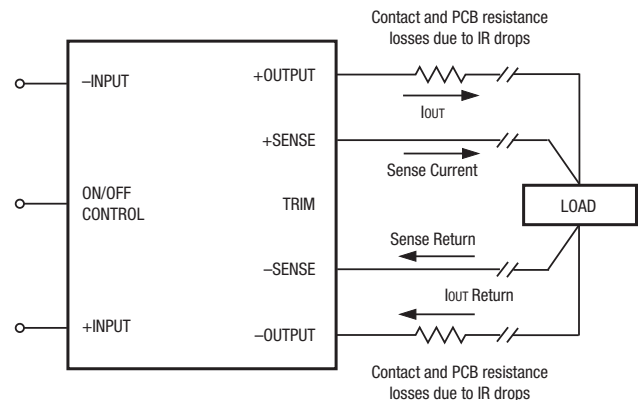 Contact and PCB resistance
losses due to IR drops
–INPUT
+OUTPUT
IOUT
+SENSE
Sense Current
ON/OFF
CONTROL
TRIM
LOAD
Sense Return
–SENSE
IOUT Return
+INPUT
–OUTPUT
Contact and PCB resistance
losses due to IR drops